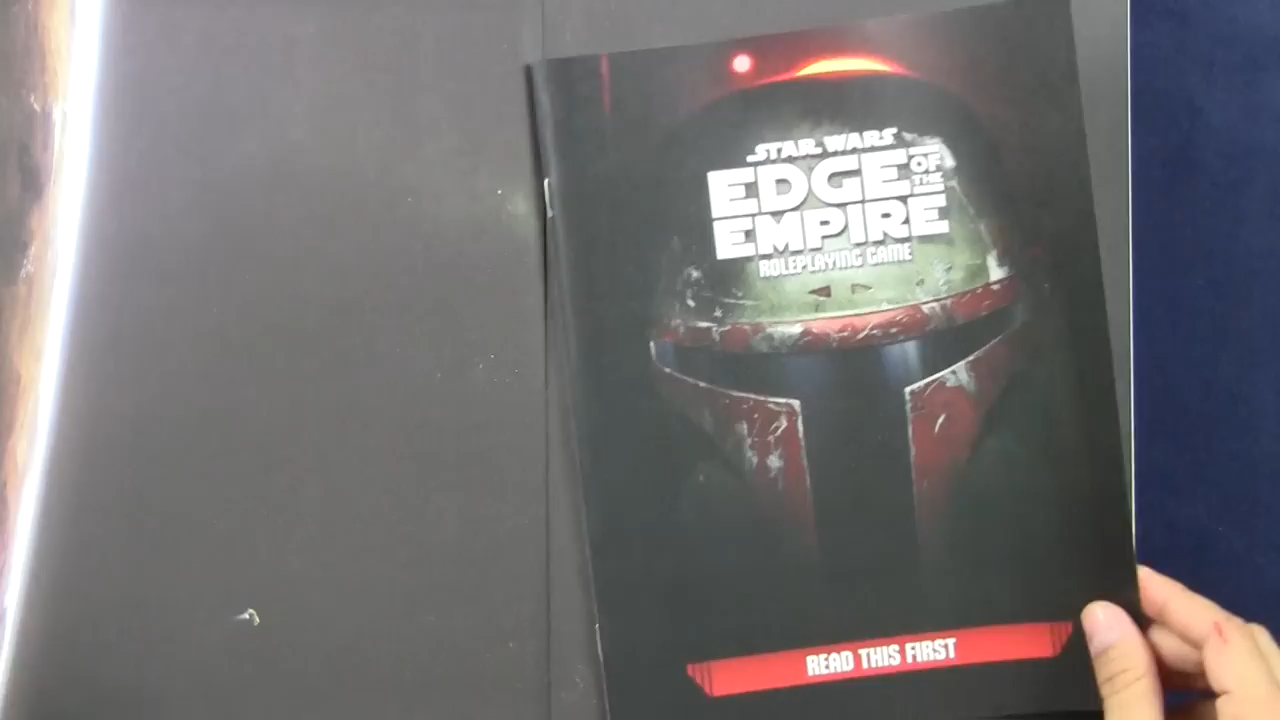 STAR WARS
EDGE OF THE
EMPIRE
ROLEPLAYING GAME
READ THIS FIRST